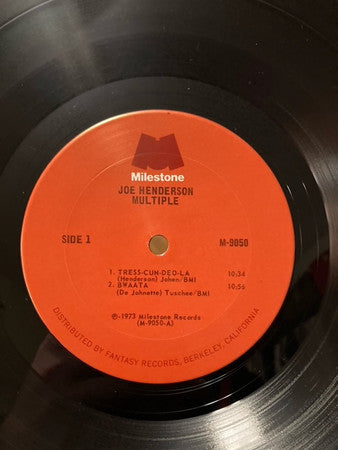 Milestone
JOE HENDERSON
MULTIPLE
SIDE 1 M-9050
1. TRESS-CUN-DEO-LA 10:34
(Henderson) Johen/BMI
2. BWAATA 10:56
(De Johnette) Tuschee/BMI
℗-1973 Milestone Records
(M-9050-A)
DISTRIBUTED BY FANTASY RECORDS, BERKELEY, CALIFORNIA